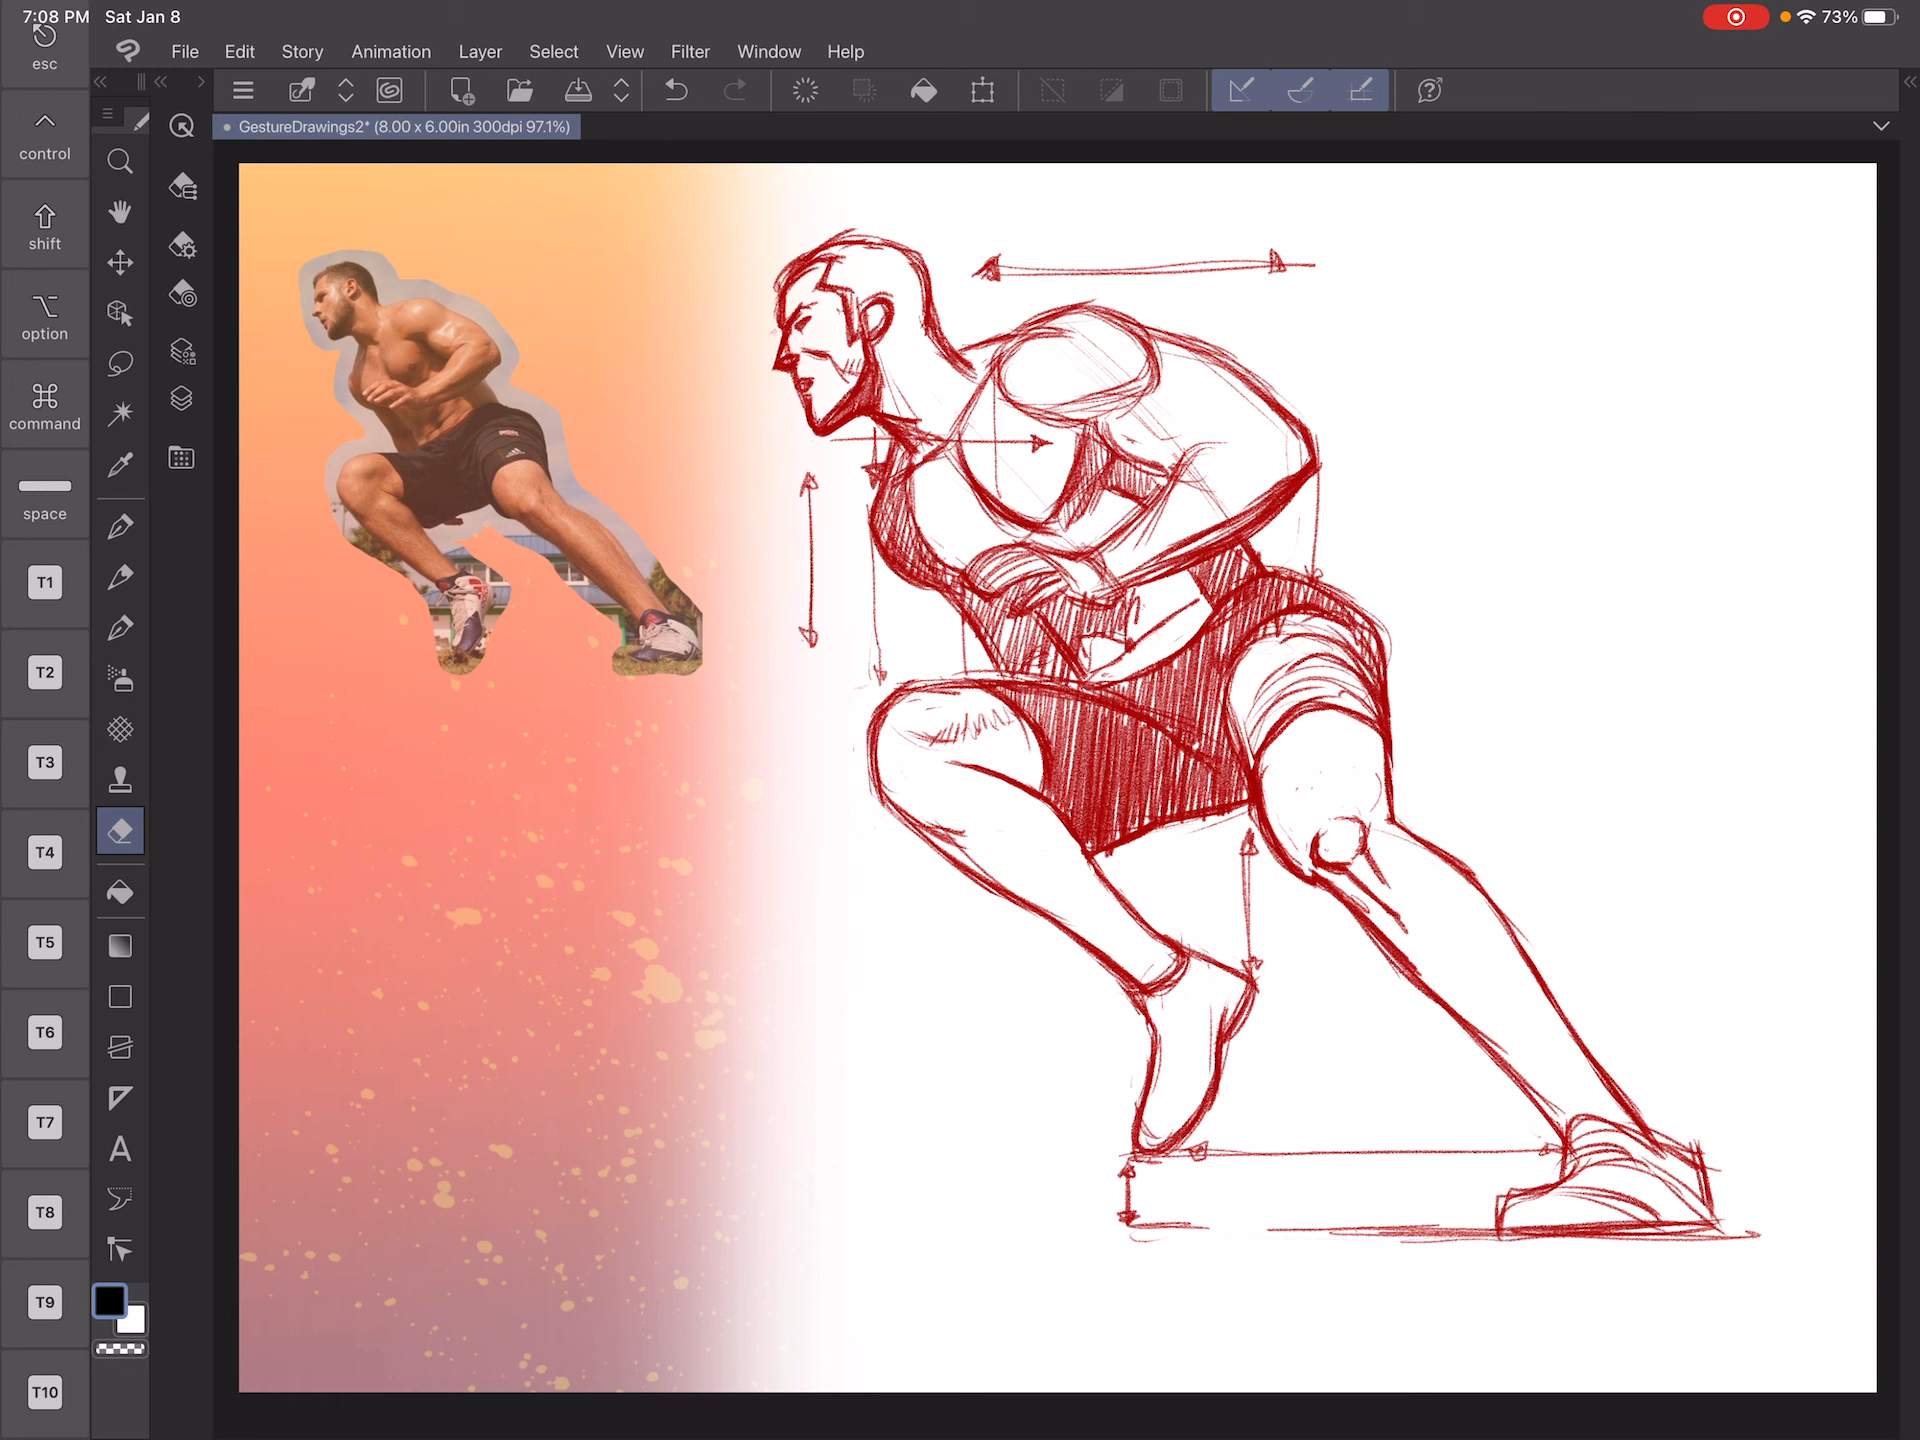 7:08 PM Sat Jan 8
73%
esc
control
shift
option
command
space
T1
T2
T3
T4
T5
T6
T7
T8
T9
T10
File Edit Story Animation Layer Select View Filter Window Help
GestureDrawings2* (8.00 x 6.00in 300dpi 97.1%)
A